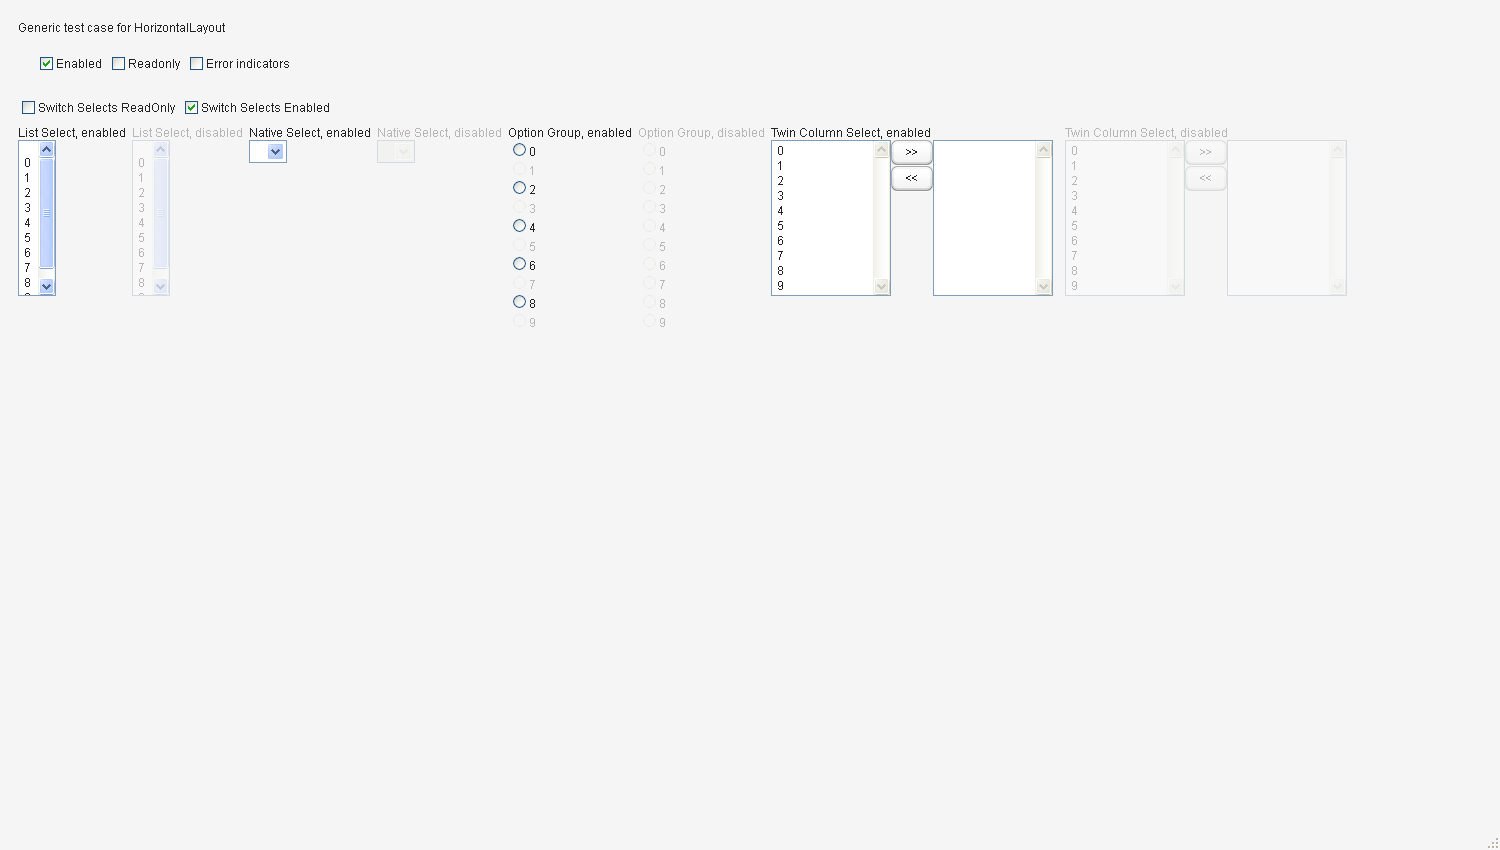 Generic test case for HorizontalLayout
Enabled Readonly Error indicators
Switch Selects ReadOnly Switch Selects Enabled
List Select, enabled List Select, disabled Native Select, enabled Native Select, disabled Option Group, enabled Option Group, disabled Twin Column Select, enabled Twin Column Select, disabled
0 0 0 0 0 >> 0 >>
1 1 1 1 1 1
2 2 2 2 2 << 2 <<
3 3 3 3 3 3
4 4 4 4 4 4
5 5 5 5 5 5
6 6 6 6 6 6
7 7 7 7 7 7
8 8 8 8 8 8
9 9 9 9